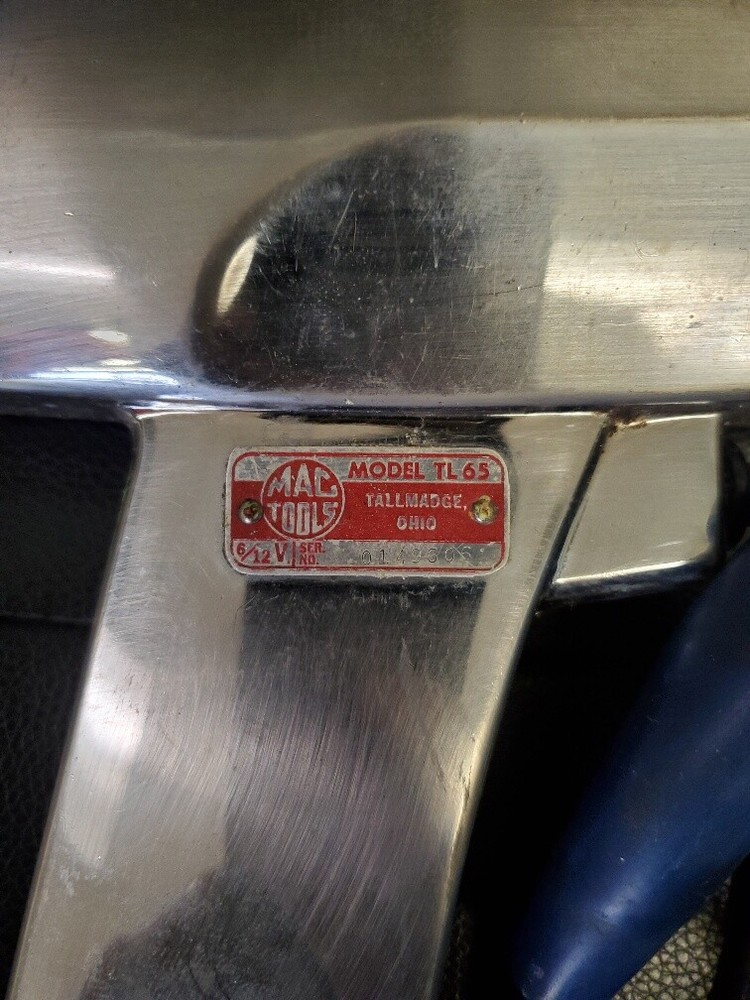 MAC
TOOLS
MODEL TL 65
TALLMADGE,
OHIO
6/12 V
SER.
NO.